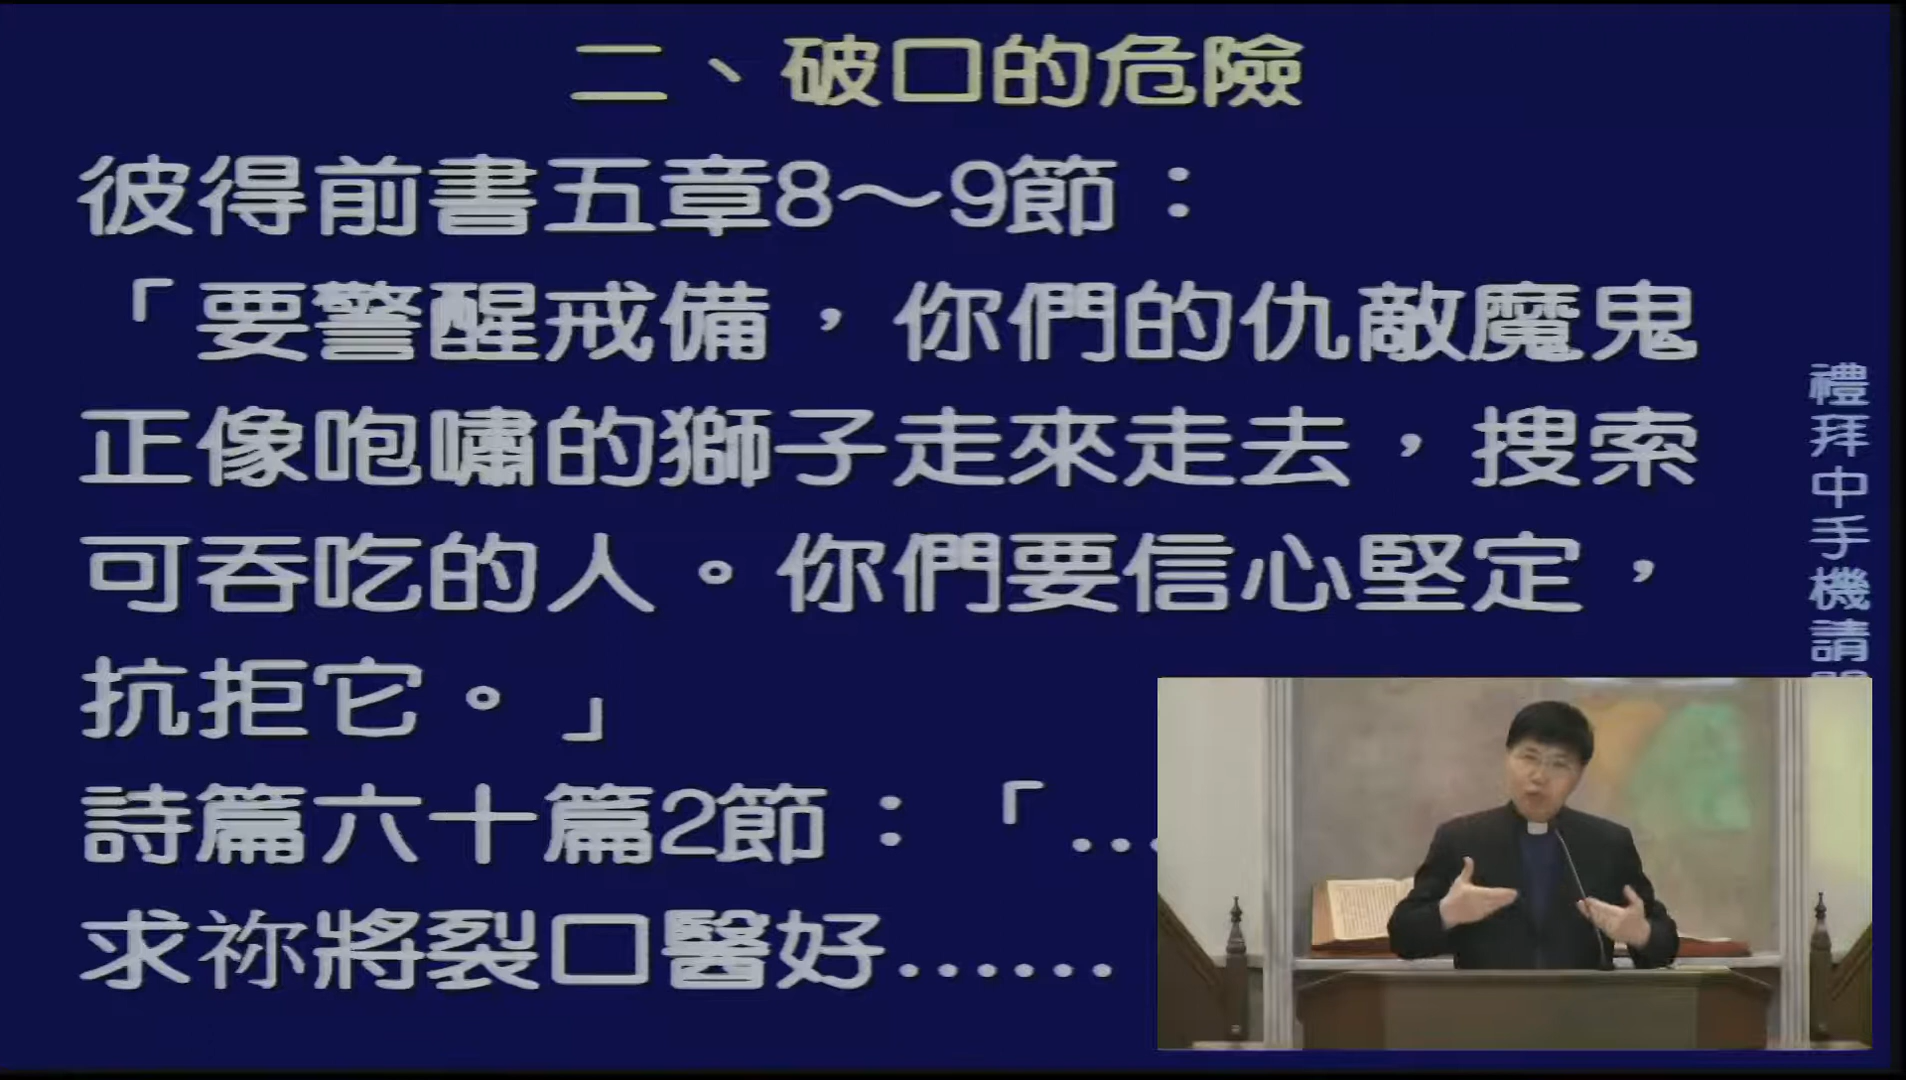 二、破口的危險
彼得前書五章8～9節：
「要警醒戒備，你們的仇敵魔鬼
正像咆嘯的獅子走來走去，搜索
可吞吃的人。你們要信心堅定，
抗拒它。」
詩篇六十篇2節：「...
求祢將裂口醫好......
禮拜中手機請